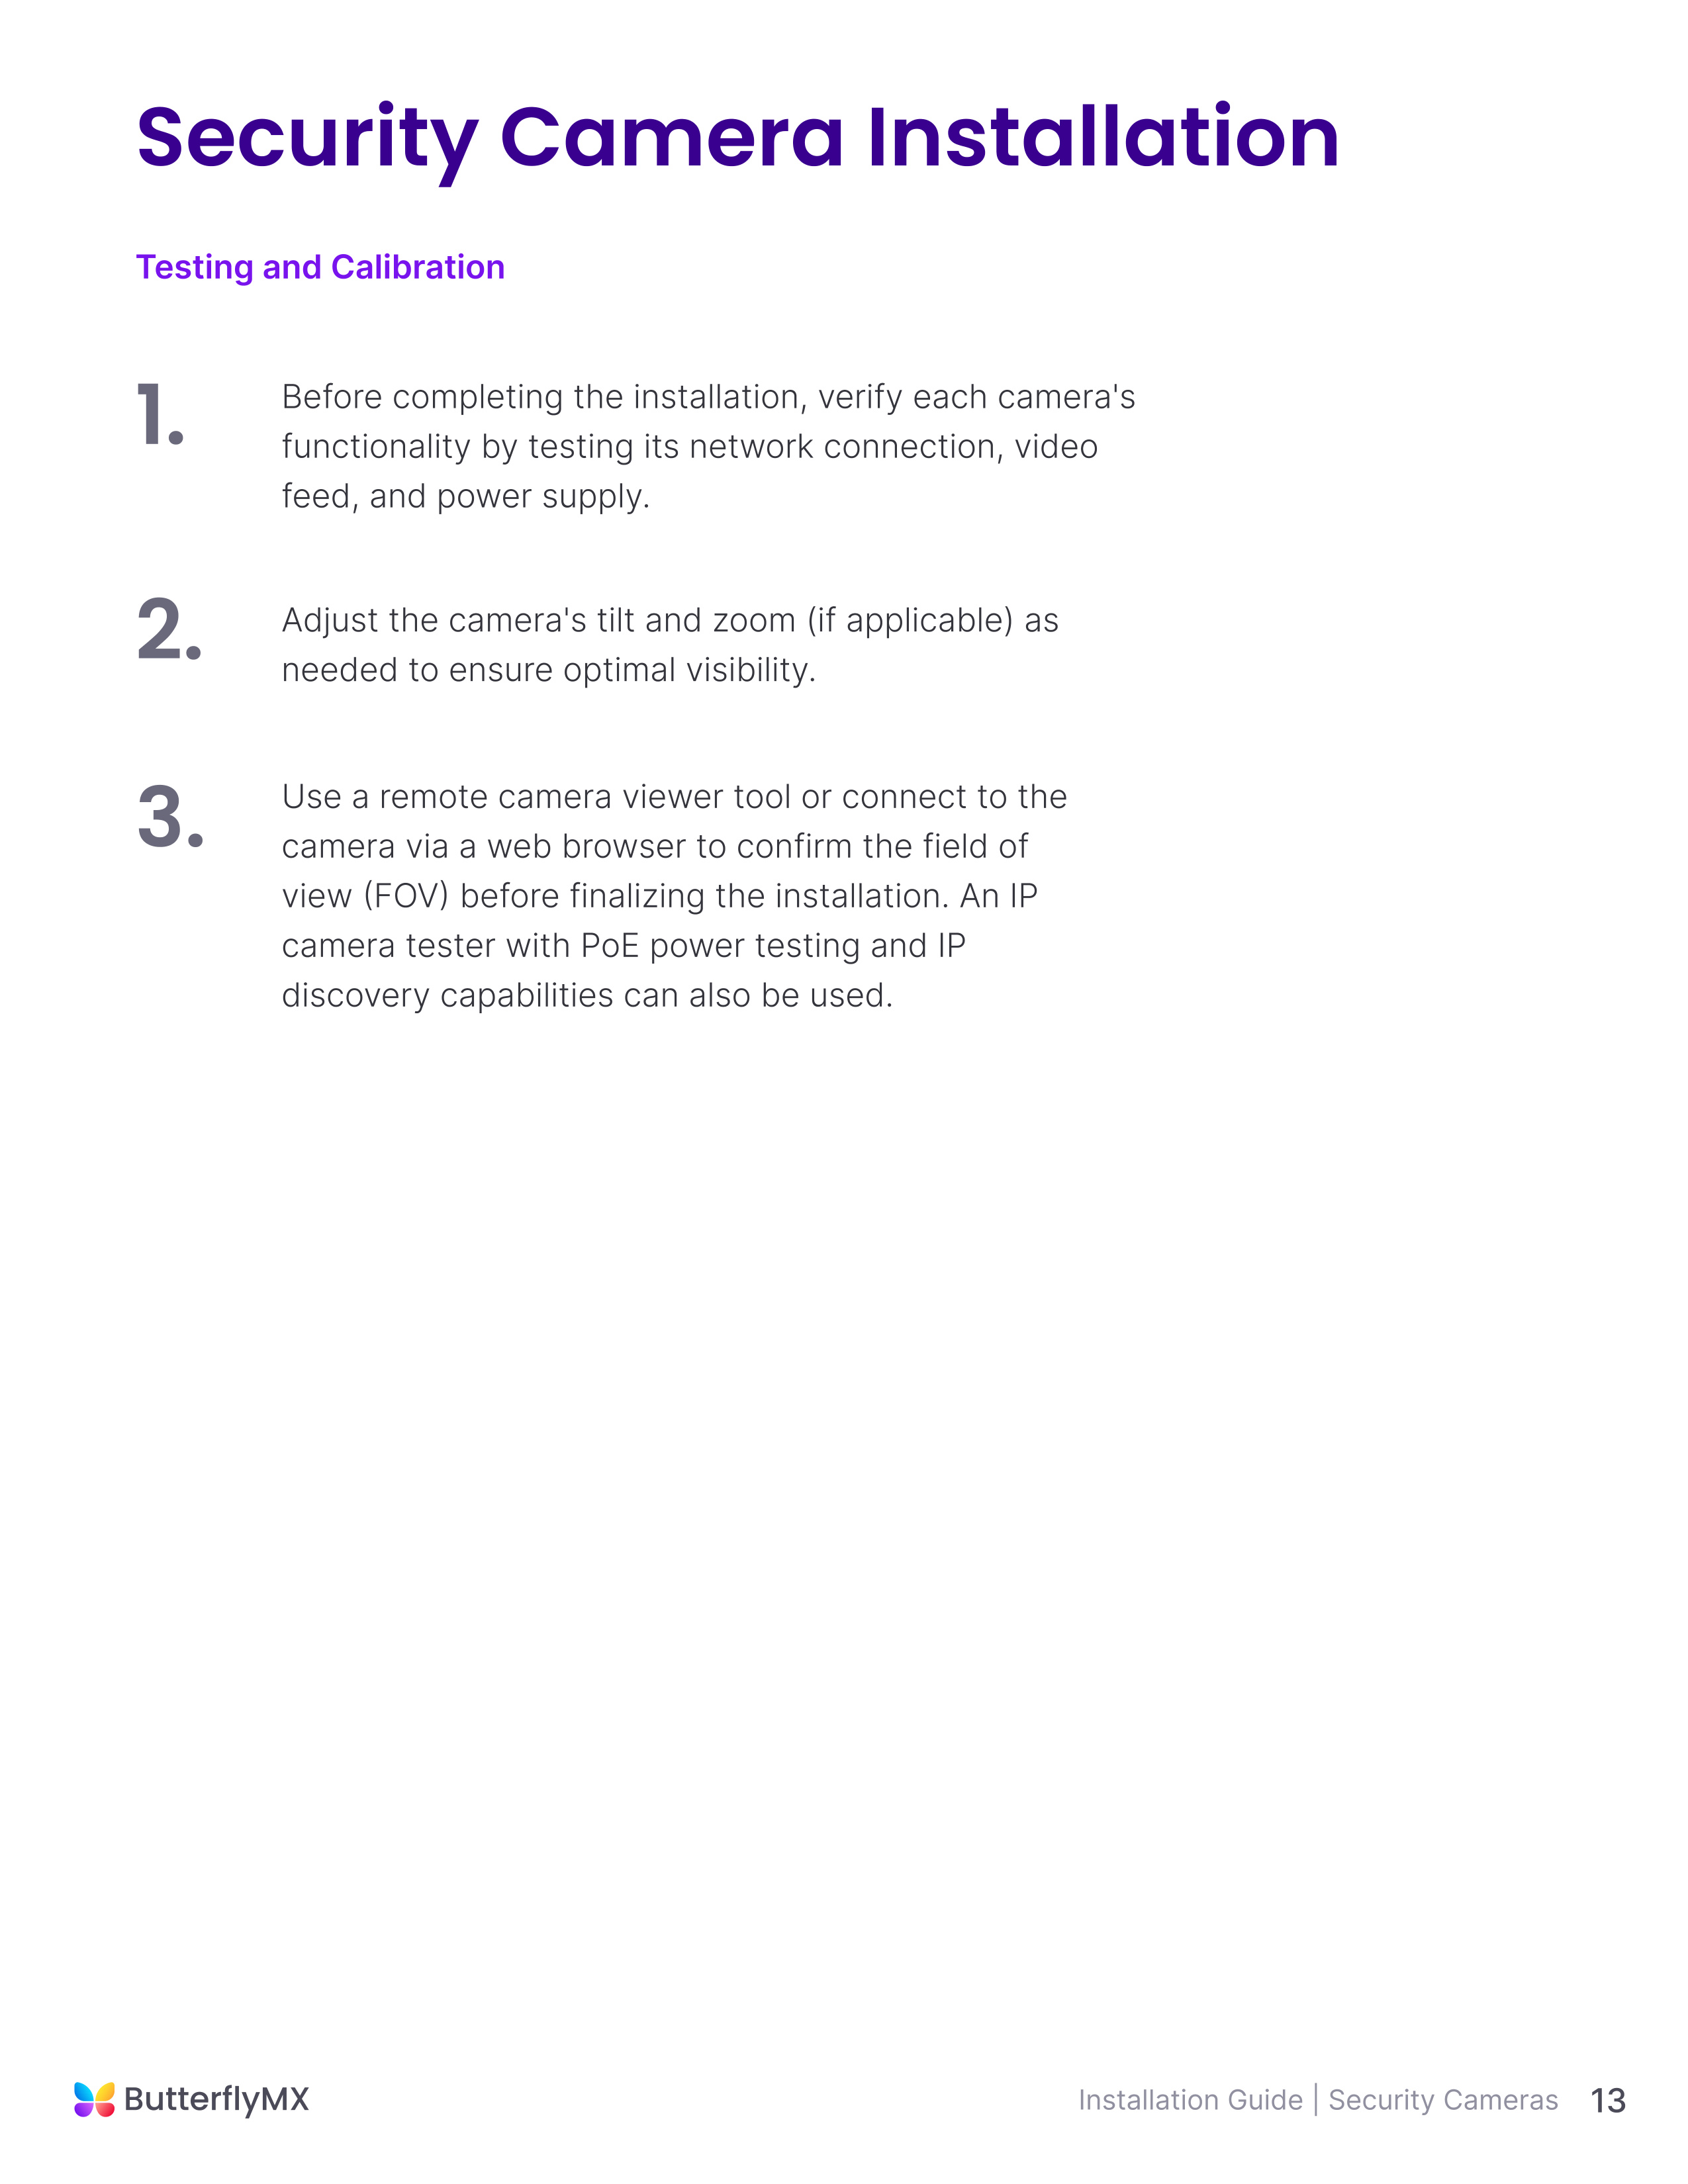 Security Camera Installation
Testing and Calibration
1.
Before completing the installation, verify each camera's
functionality by testing its network connection, video
feed, and power supply.
2.
Adjust the camera's tilt and zoom (if applicable) as
needed to ensure optimal visibility.
3.
Use a remote camera viewer tool or connect to the
camera via a web browser to confirm the field of
view (FOV) before finalizing the installation. An IP
camera tester with PoE power testing and IP
discovery capabilities can also be used.
ButterflyMX
Installation Guide | Security Cameras 13